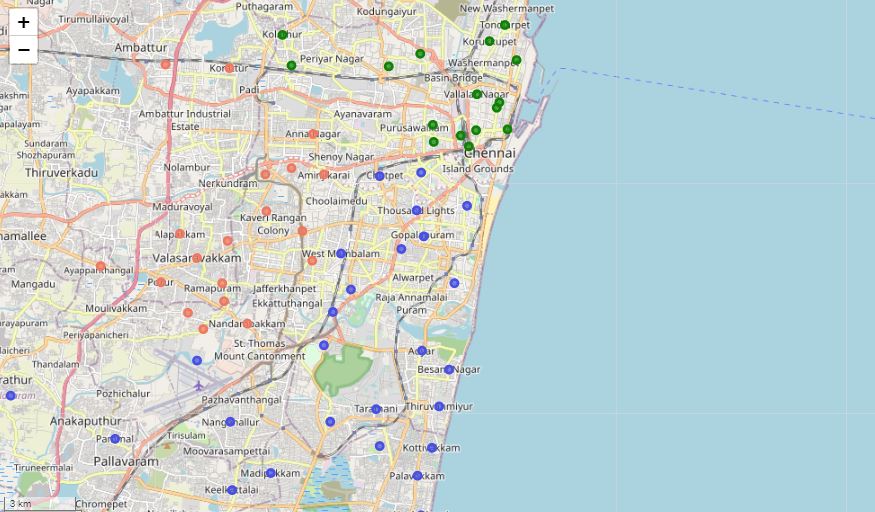 New Washermanpet
Puthagaram
Kodungaiyur
Tirumullaivoyal
Tondiarpet
+
Kolathur
Korukkupet
Ambattur
−
Periyar Nagar
Washermanpet
Korattur
Basin Bridge
Padi
Ayapakkam
Vallalar Nagar
Ambattur Industrial
Estate
Ayanavaram
Purusawalkam
Anna Nagar
Sundaram
Shozhapuram
Chennai
Shenoy Nagar
Nolambur
Thiruverkadu
Island Grounds
Aminjikarai
Chetpet
Nerkundram
Choolaimedu
Maduravoyal
Thousand Lights
Kaveri Rangan
Colony
Alapakkam
Gopalapuram
West Mambalam
Valasaravakkam
Ayappanthangal
Alwarpet
Mangadu
Porur
Ramapuram
Jafferkhanpet
Ekkattuthangal
Raja Annamalai
Puram
Moulivakkam
Nandambakkam
Periyapanichen
St. Thomas
Mount Cantonment
Adyar
Thandalam
Besant Nagar
Pozhichalur
Pazhavanthangal
Taramani
Thiruvanmiyur
Anakaputhur
Nanganallur
Tirusulam
Pammal
Moovarasampettai
Kottivakkam
Pallavaram
Tiruneermalai
Madipakkam
Palavakkam
Keelkattalai
3 km
Chromepet